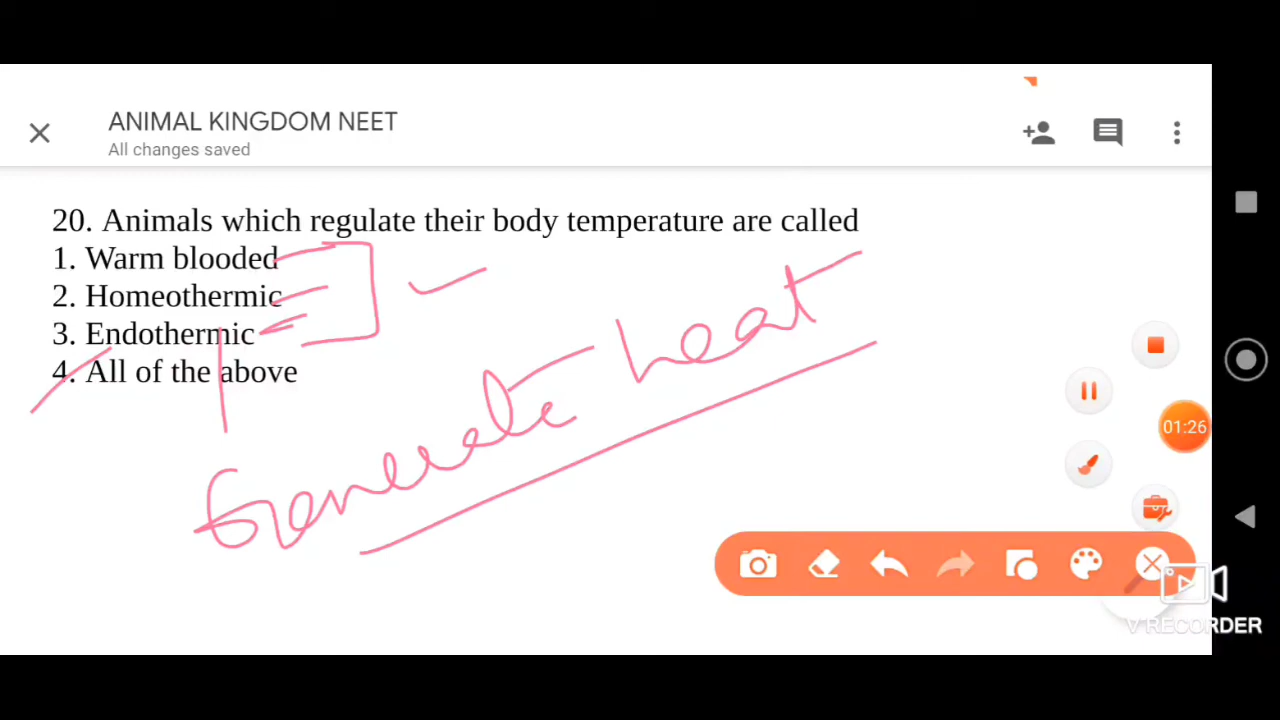 ANIMAL KINGDOM NEET
All changes saved
20. Animals which regulate their body temperature are called
1. Warm blooded
2. Homeothermic
3. Endothermic
4. All of the above
Generate heat
01:26
V RECORDER